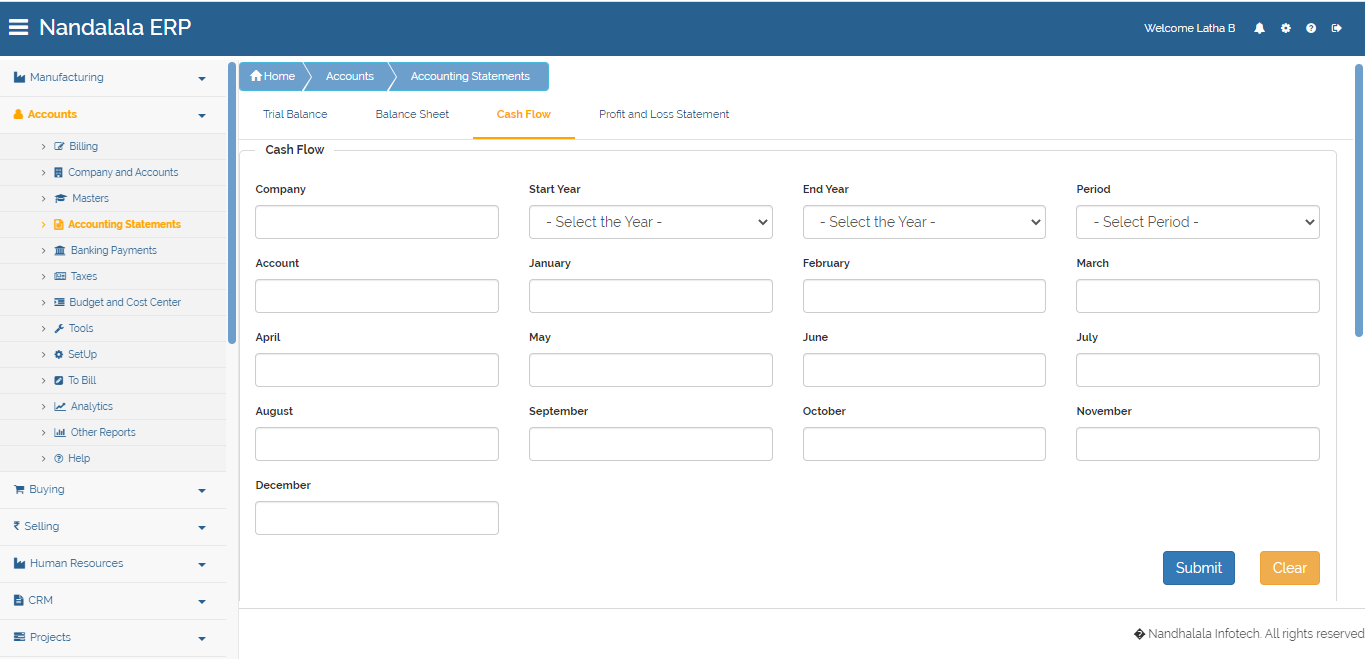 Nandalala ERP
Welcome Latha B
Manufacturing
Accounts
Billing
Company and Accounts
Masters
Accounting Statements
Banking Payments
Taxes
Budget and Cost Center
Tools
SetUp
To Bill
Analytics
Other Reports
Help
Buying
Selling
Human Resources
CRM
Projects
Home Accounts Accounting Statements
Trial Balance Balance Sheet Cash Flow Profit and Loss Statement
Cash Flow
Company Start Year End Year Period
- Select the Year - - Select the Year - - Select Period -
Account January February March
April May June July
August September October November
December
Submit Clear
� Nandhalala Infotech. All rights reserved